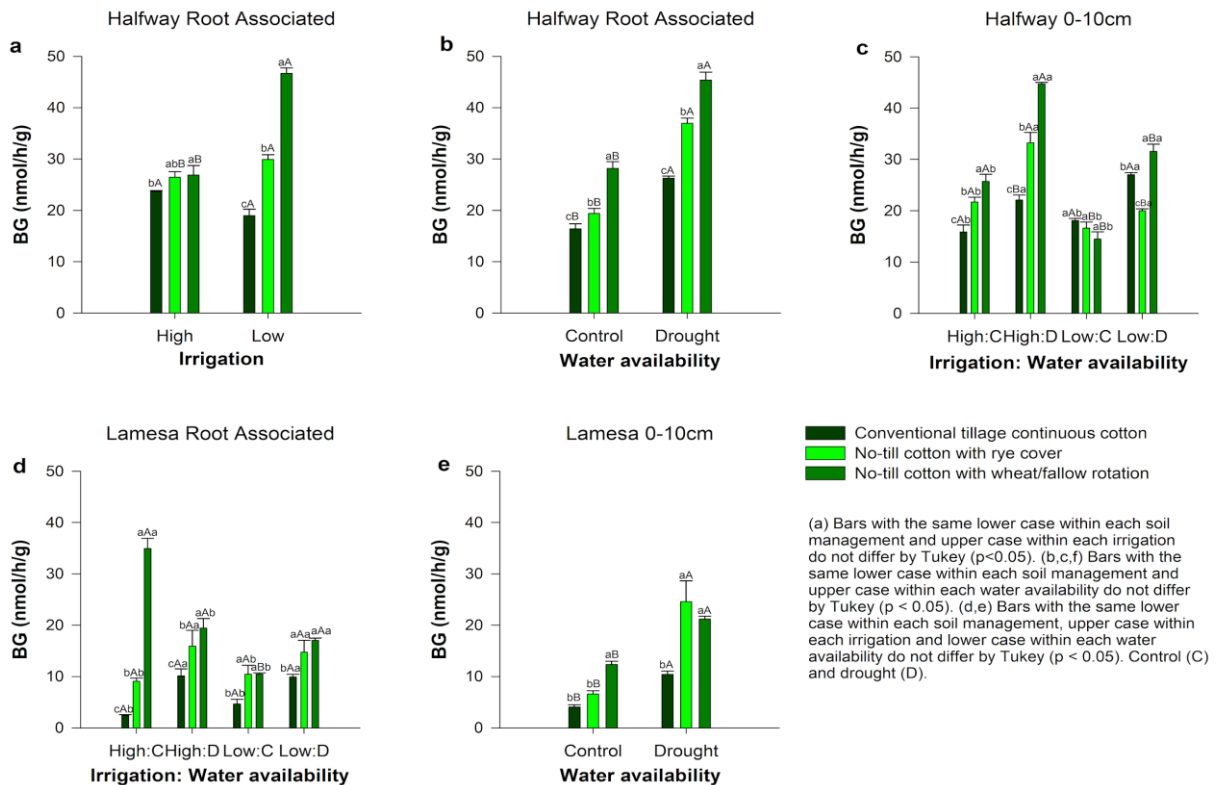 Halfway Root Associated
a
BG (nmol/h/g)
50
40
30
20
10
0
bA
abB
aB
cA
bA
aA
High
Low
Irrigation
Halfway Root Associated
b
BG (nmol/h/g)
50
40
30
20
10
0
cB
bB
aB
cA
bA
aA
Control
Drought
Water availability
Halfway 0-10cm
c
BG (nmol/h/g)
50
40
30
20
10
0
cAb
bAb
aAb
cBa
bAa
aAa
aAb
aBb
aBb
bAa
cBa
aBa
High:C
High:D
Low:C
Low:D
Irrigation: Water availability
Lamesa Root Associated
d
BG (nmol/h/g)
50
40
30
20
10
0
cAb
bAb
aAa
cAa
bAa
aAb
bAb
aAb
aBb
bAa
aAa
aAa
High:C
High:D
Low:C
Low:D
Irrigation: Water availability
Lamesa 0-10cm
e
BG (nmol/h/g)
50
40
30
20
10
0
bB
bB
aB
bA
aA
aA
Control
Drought
Water availability
Conventional tillage continuous cotton
No-till cotton with rye cover
No-till cotton with wheat/fallow rotation
(a) Bars with the same lower case within each soil
management and upper case within each irrigation
do not differ by Tukey (p<0.05). (b,c,f) Bars with the
same lower case within each soil management and
upper case within each water availability do not differ
by Tukey (p < 0.05). (d,e) Bars with the same lower
case within each soil management, upper case within
each irrigation and lower case within each water
availability do not differ by Tukey (p < 0.05). Control (C)
and drought (D).